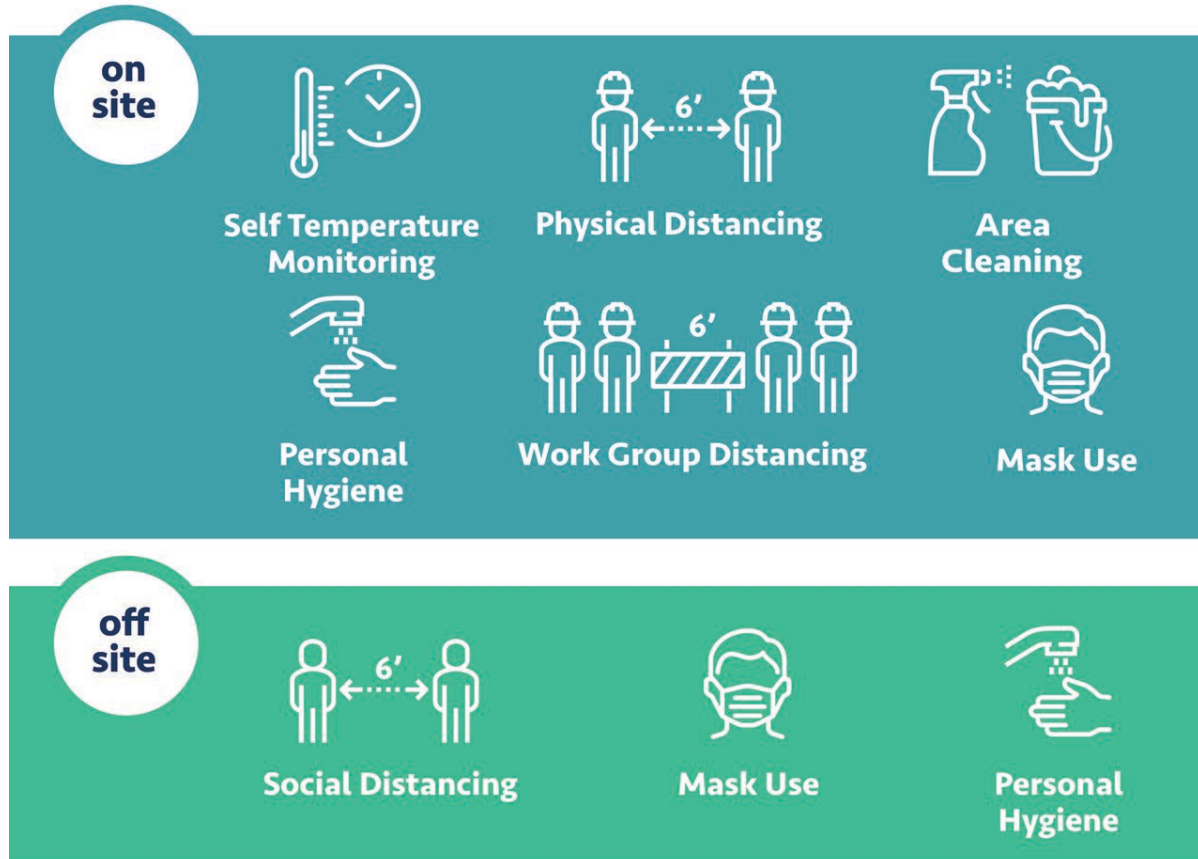 on
site
6’
Self Temperature
Monitoring
Physical Distancing
Area
Cleaning
6’
Personal
Hygiene
Work Group Distancing
Mask Use
off
site
6’
Social Distancing
Mask Use
Personal
Hygiene